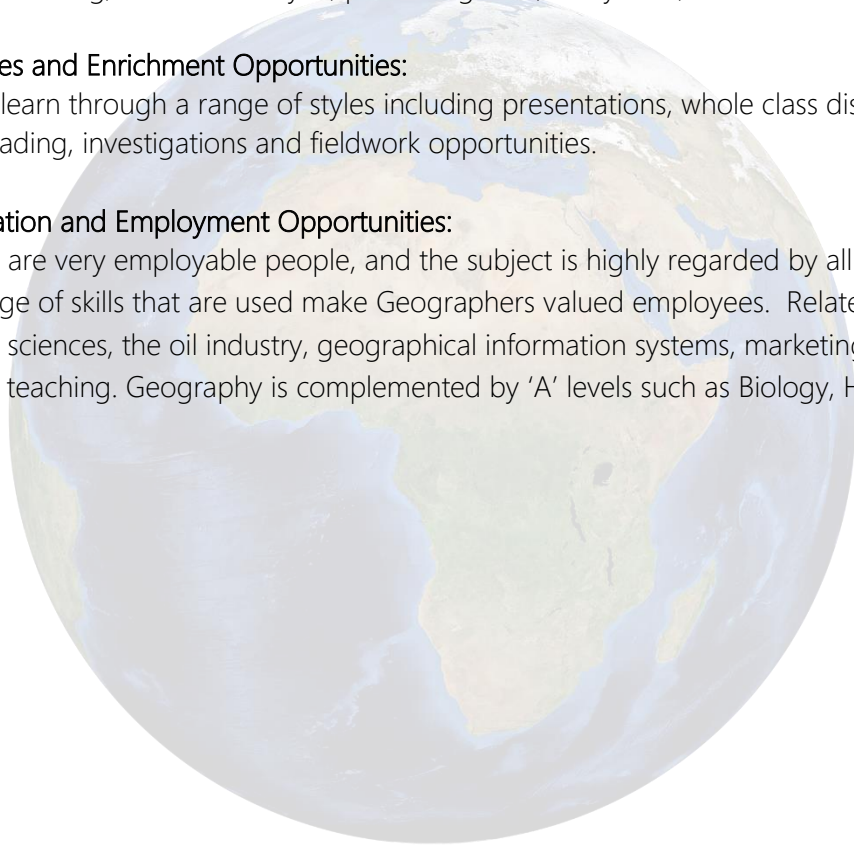 es and Enrichment Opportunities:
learn through a range of styles including presentations, whole class dis
ading, investigations and fieldwork opportunities.
ation and Employment Opportunities:
are very employable people, and the subject is highly regarded by all
ge of skills that are used make Geographers valued employees.  Relate
sciences, the oil industry, geographical information systems, marketing
teaching. Geography is complemented by ‘A’ levels such as Biology, H